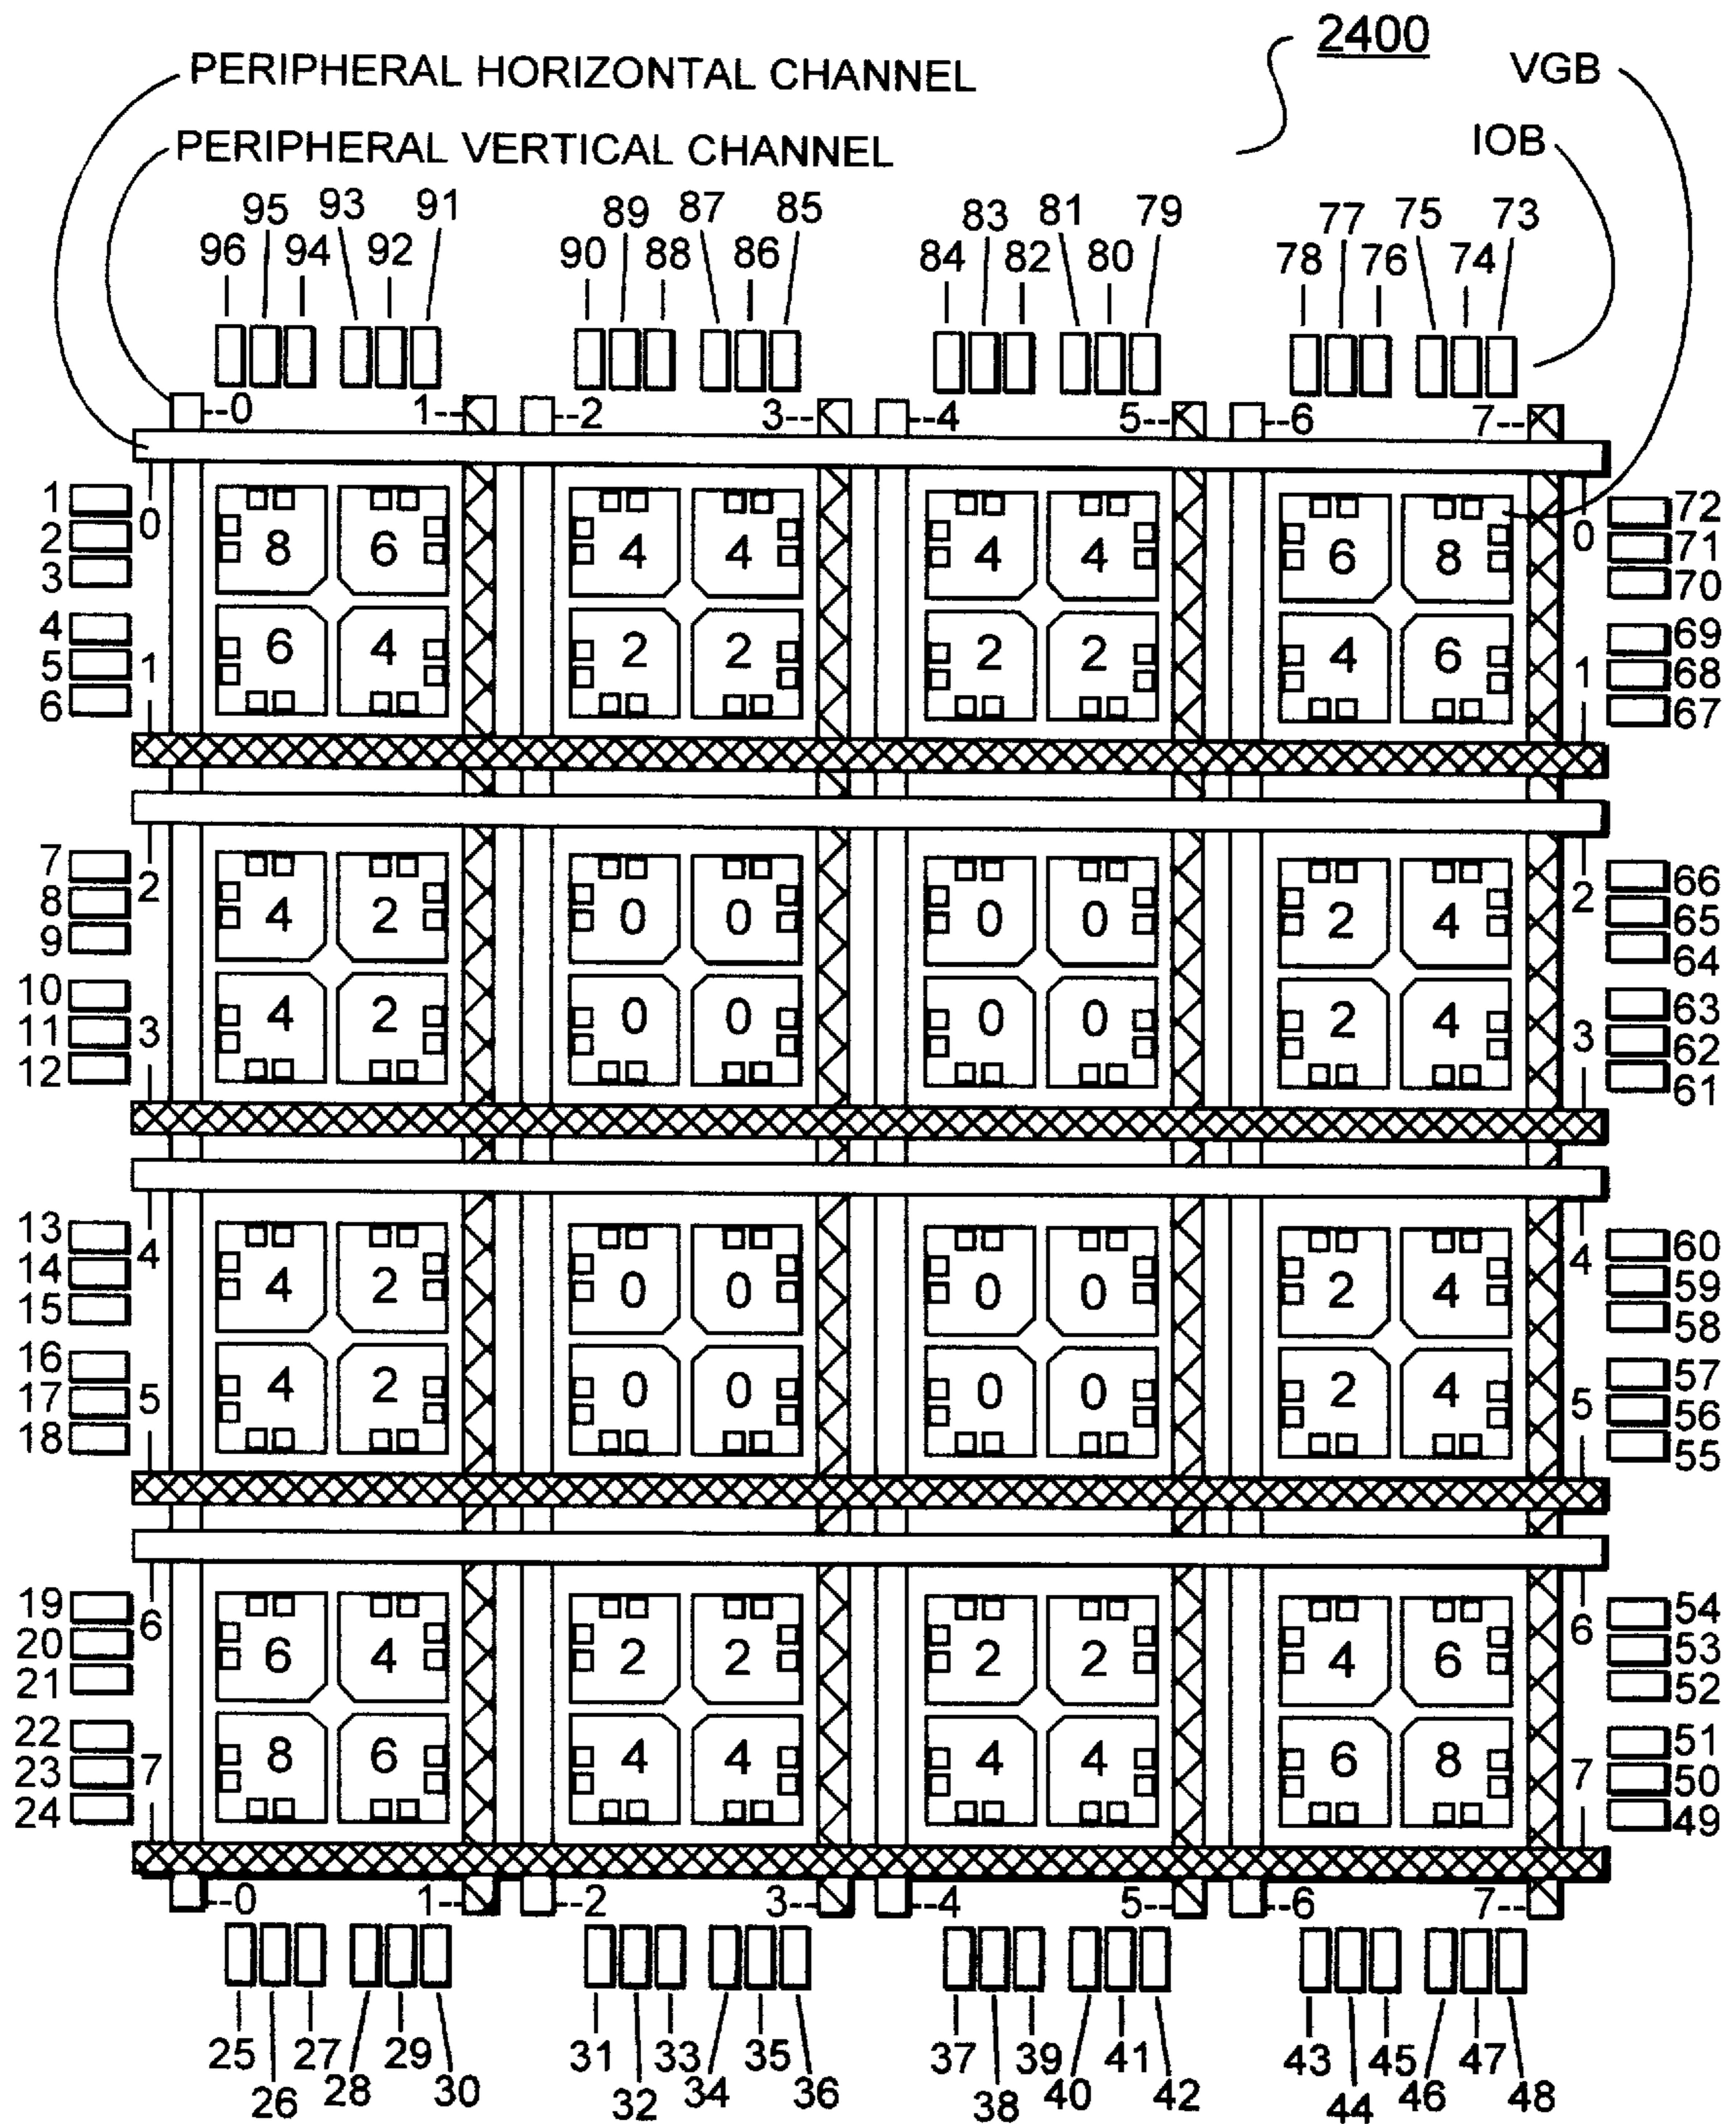 2400
PERIPHERAL HORIZONTAL CHANNEL
VGB
PERIPHERAL VERTICAL CHANNEL
IOB
95 93 91 89 87 85 83 81 79 77 75 73
96 94 92 90 88 86 84 82 80 78 76 74
--0 1-- --2 3-- --4 5-- --6 7--
1 0 8 6 4 4 4 4 6 8 0 72
2 71
3 70
4 69
5 1 6 4 2 2 2 2 4 6 1 68
6 67
7 2 4 2 0 0 0 0 2 4 2 66
8 65
9 64
10 63
11 3 4 2 0 0 0 0 2 4 3 62
12 61
13 4 4 2 0 0 0 0 2 4 4 60
14 59
15 58
16 57
17 5 4 2 0 0 0 0 2 4 5 56
18 55
19 6 6 4 2 2 2 2 4 6 6 54
20 53
21 52
22 51
23 7 8 6 4 4 4 4 6 8 7 50
24 49
--0 1-- --2 3-- --4 5-- --6 7--
25 27 29 31 33 35 37 39 41 43 45 47
26 28 30 32 34 36 38 40 42 44 46 48